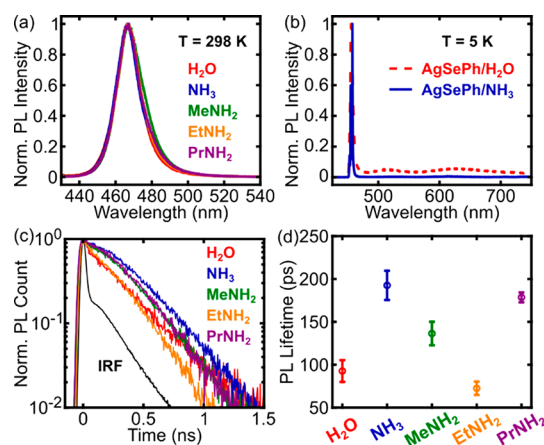 (a)
T = 298 K
H₂O
NH₃
MeNH₂
EtNH₂
PrNH₂
Norm. PL Intensity
1
0.8
0.6
0.4
0.2
0
440 460 480 500 520 540
Wavelength (nm)
(b)
T = 5 K
AgSePh/H₂O
AgSePh/NH₃
Norm. PL Intensity
1
0.8
0.6
0.4
0.2
0
500 600 700
Wavelength (nm)
(c)
H₂O
NH₃
MeNH₂
EtNH₂
PrNH₂
IRF
Norm. PL Count
10⁰
10⁻¹
10⁻²
0 0.5 1 1.5
Time (ns)
(d)
PL Lifetime (ps)
250
200
150
100
50
H₂O
NH₃
MeNH₂
EtNH₂
PrNH₂